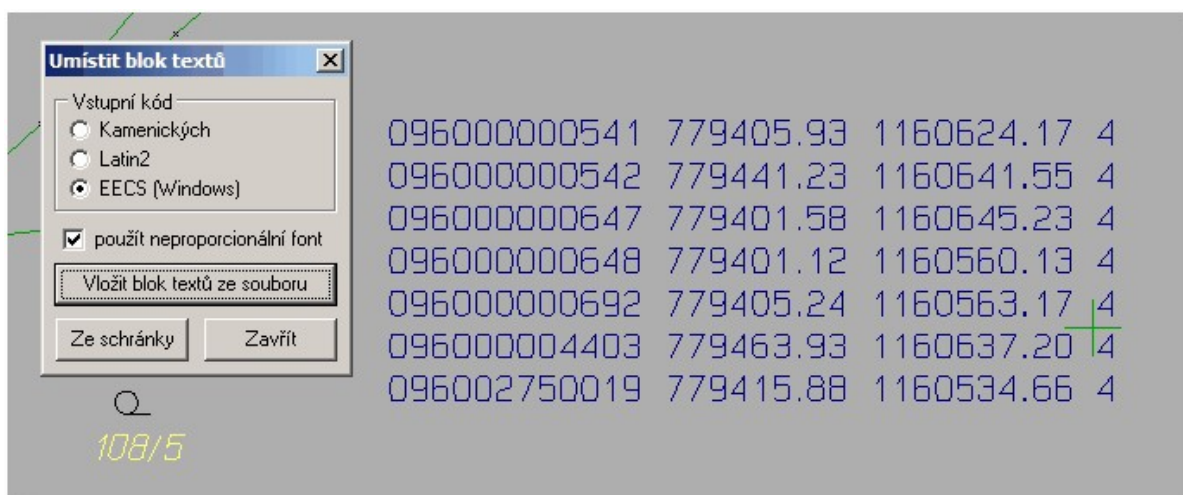 Umístit blok textů
Vstupní kód
Kamenických
Latin2
EECS (Windows)
použít neproporcionální font
Vložit blok textů ze souboru
Ze schránky
Zavřít
096000000541 779405.93 1160624.17 4
096000000542 779441.23 1160641.55 4
096000000647 779401.58 1160645.23 4
096000000648 779401.12 1160560.13 4
096000000692 779405.24 1160563.17 4
096000004403 779463.93 1160637.20 4
096002750019 779415.88 1160534.66 4
108/5